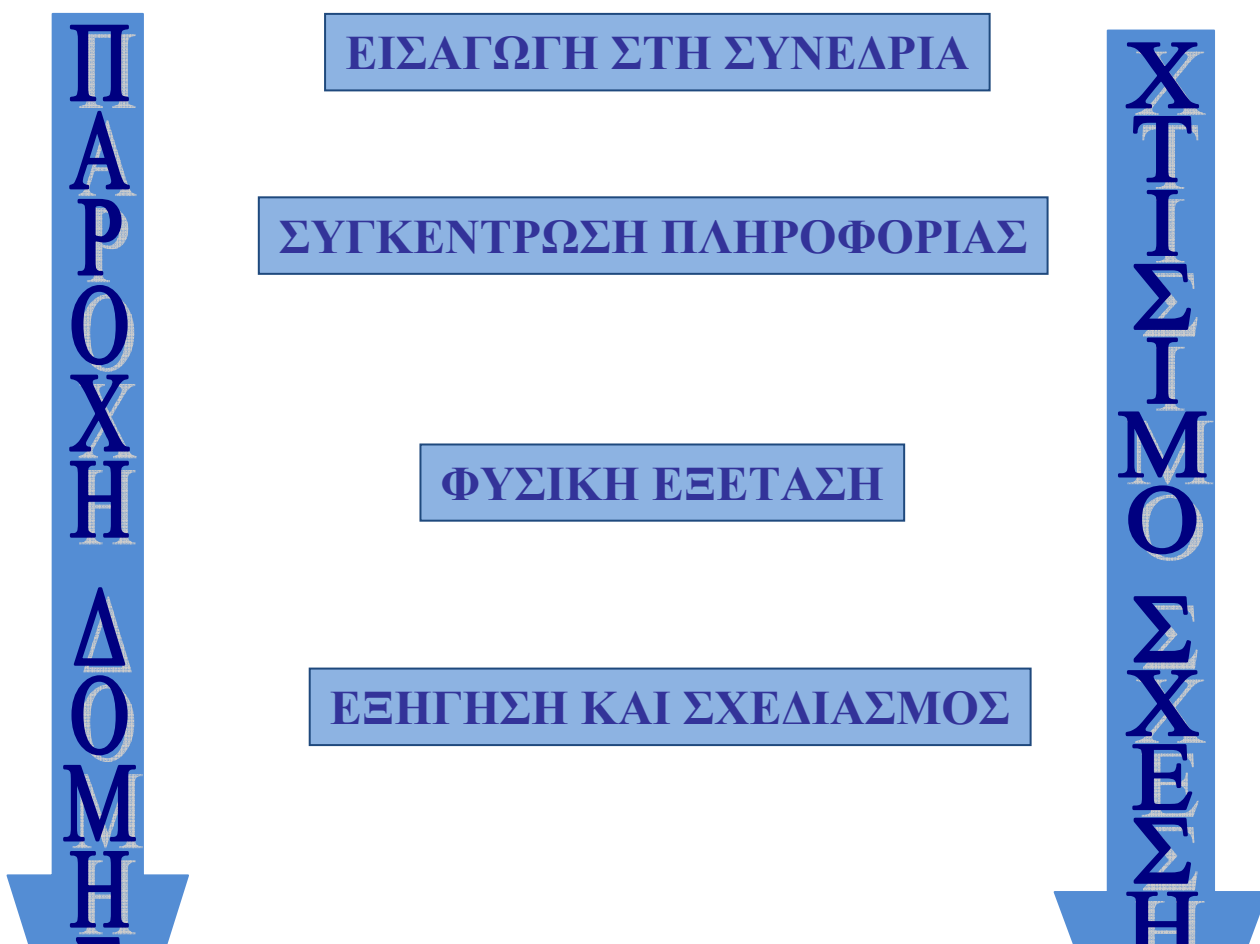 ΠΑΡΟΧΗ ΔΟΜΗ
ΕΙΣΑΓΩΓΗ ΣΤΗ ΣΥΝΕΔΡΙΑ
ΣΥΓΚΕΝΤΡΩΣΗ ΠΛΗΡΟΦΟΡΙΑΣ
ΦΥΣΙΚΗ ΕΞΕΤΑΣΗ
ΕΞΗΓΗΣΗ ΚΑΙ ΣΧΕΔΙΑΣΜΟΣ
ΧΤΙΣΙΜΟ ΣΧΕΣΗ